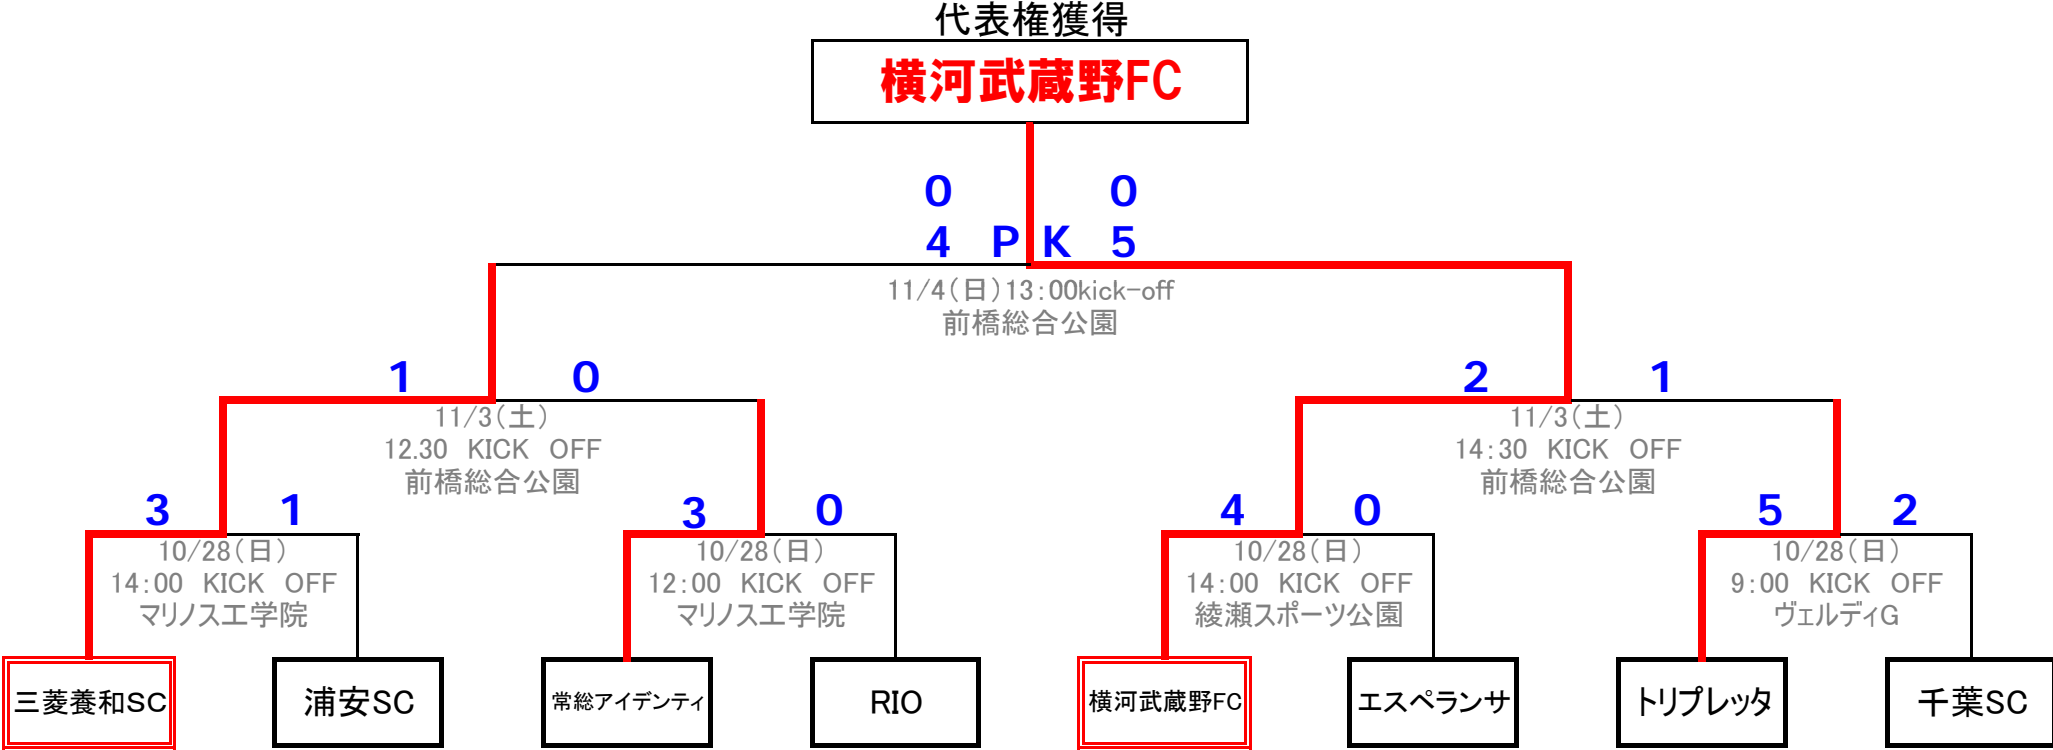 代表権獲得
横河武蔵野FC
0 0
4 P K 5
11/4(日)13:00kick-off
前橋総合公園
1 0 2 1
11/3(土) 11/3(土)
12.30 KICK OFF 14:30 KICK OFF
前橋総合公園 前橋総合公園
3 1 3 0 4 0 5 2
10/28(日) 10/28(日) 10/28(日) 10/28(日)
14:00 KICK OFF 12:00 KICK OFF 14:00 KICK OFF 9:00 KICK OFF
マリノス工学院 マリノス工学院 綾瀬スポーツ公園 ヴェルディG
三菱養和SC 浦安SC 常総アイデンティ RIO 横河武蔵野FC エスペランサ トリプレッタ 千葉SC